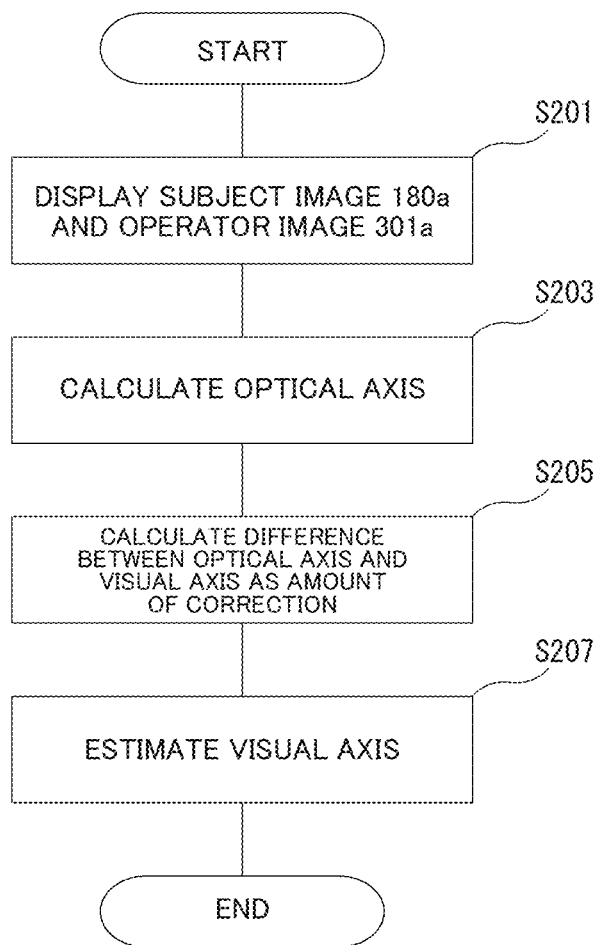 START
S201
DISPLAY SUBJECT IMAGE 180a
AND OPERATOR IMAGE 301a
S203
CALCULATE OPTICAL AXIS
S205
CALCULATE DIFFERENCE
BETWEEN OPTICAL AXIS AND
VISUAL AXIS AS AMOUNT
OF CORRECTION
S207
ESTIMATE VISUAL AXIS
END